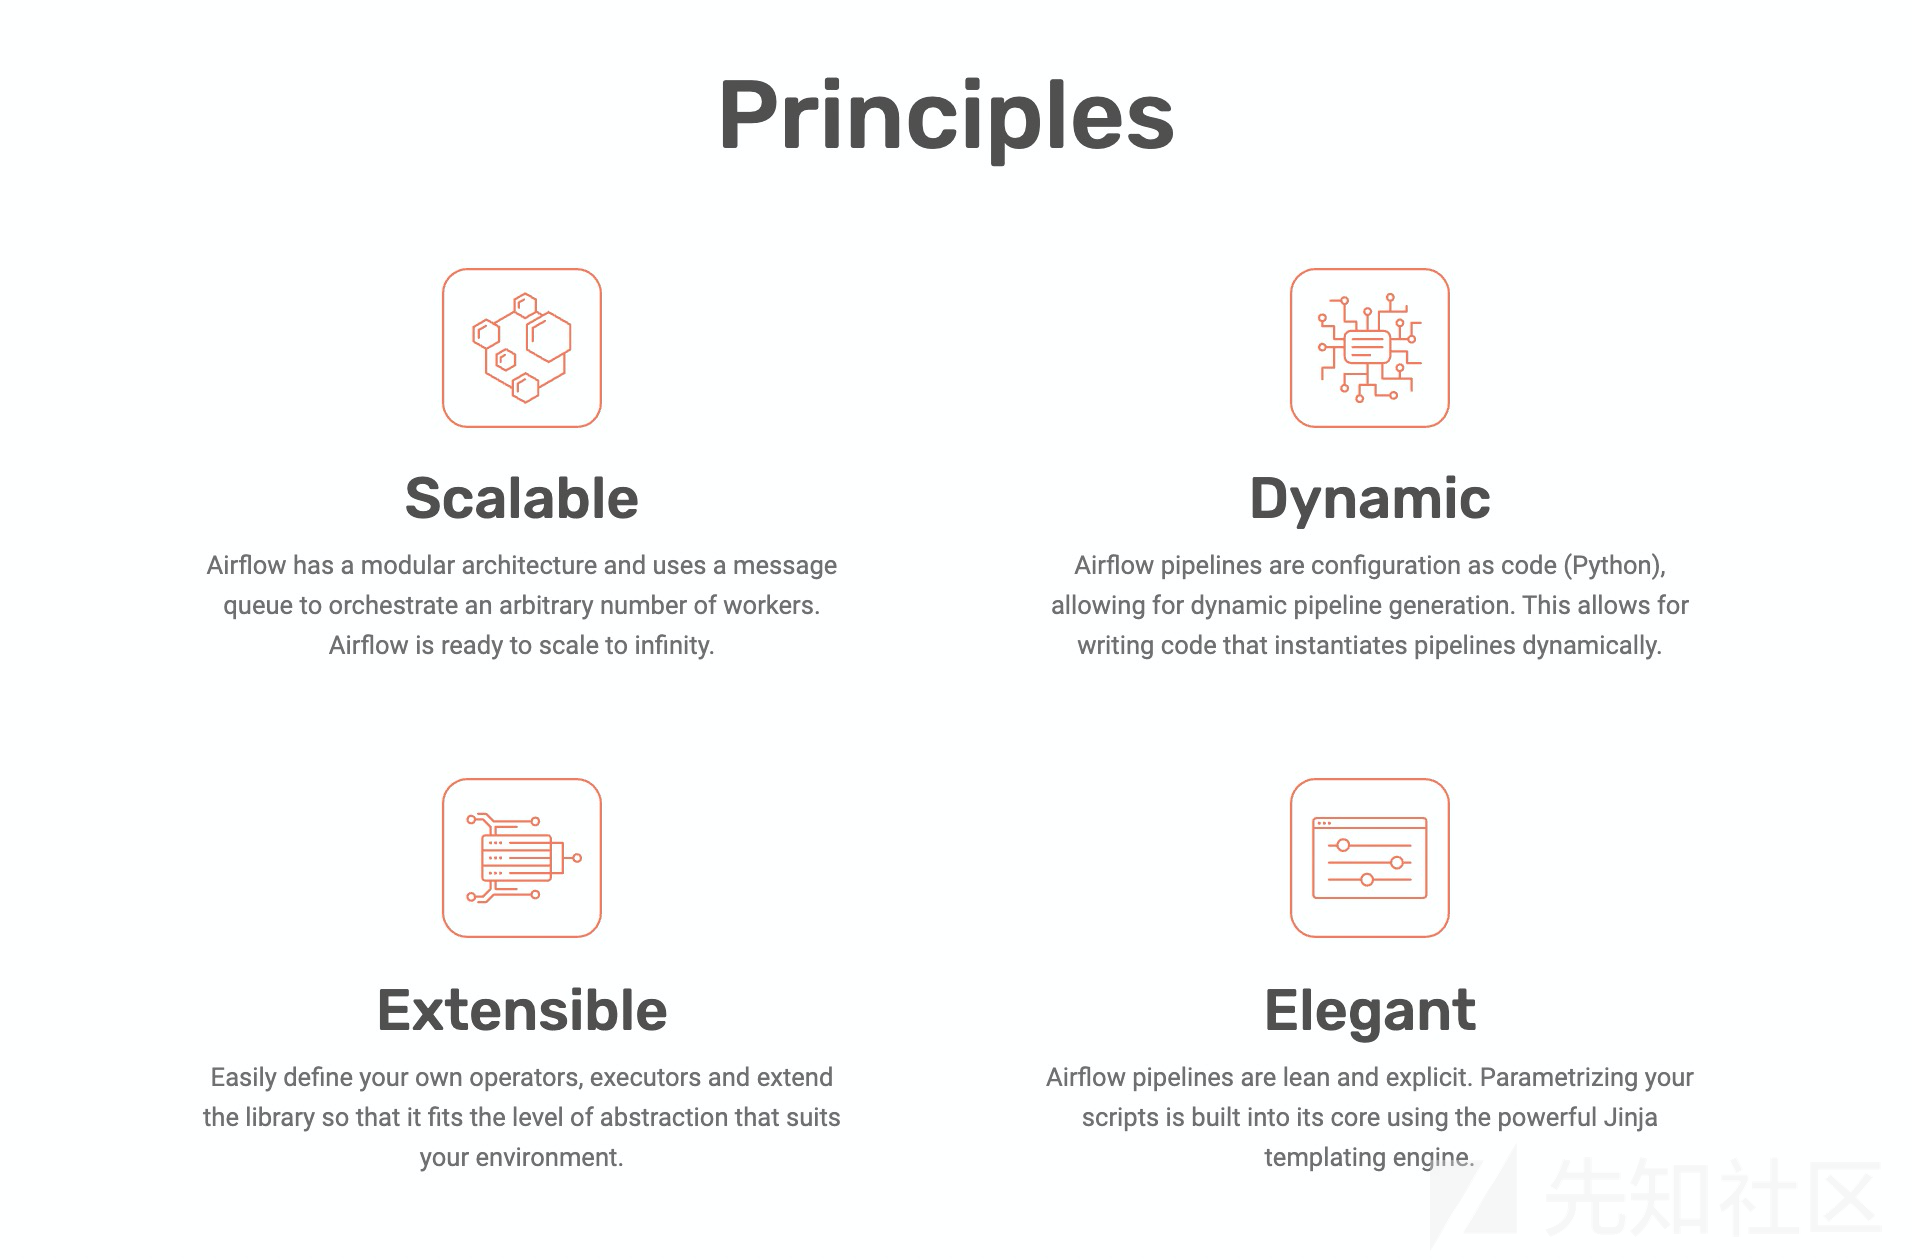 Principles
Scalable
Airflow has a modular architecture and uses a message
queue to orchestrate an arbitrary number of workers.
Airflow is ready to scale to infinity.
Dynamic
Airflow pipelines are configuration as code (Python),
allowing for dynamic pipeline generation. This allows for
writing code that instantiates pipelines dynamically.
Extensible
Easily define your own operators, executors and extend
the library so that it fits the level of abstraction that suits
your environment.
Elegant
Airflow pipelines are lean and explicit. Parametrizing your
scripts is built into its core using the powerful Jinja
templating engine.
先知社区